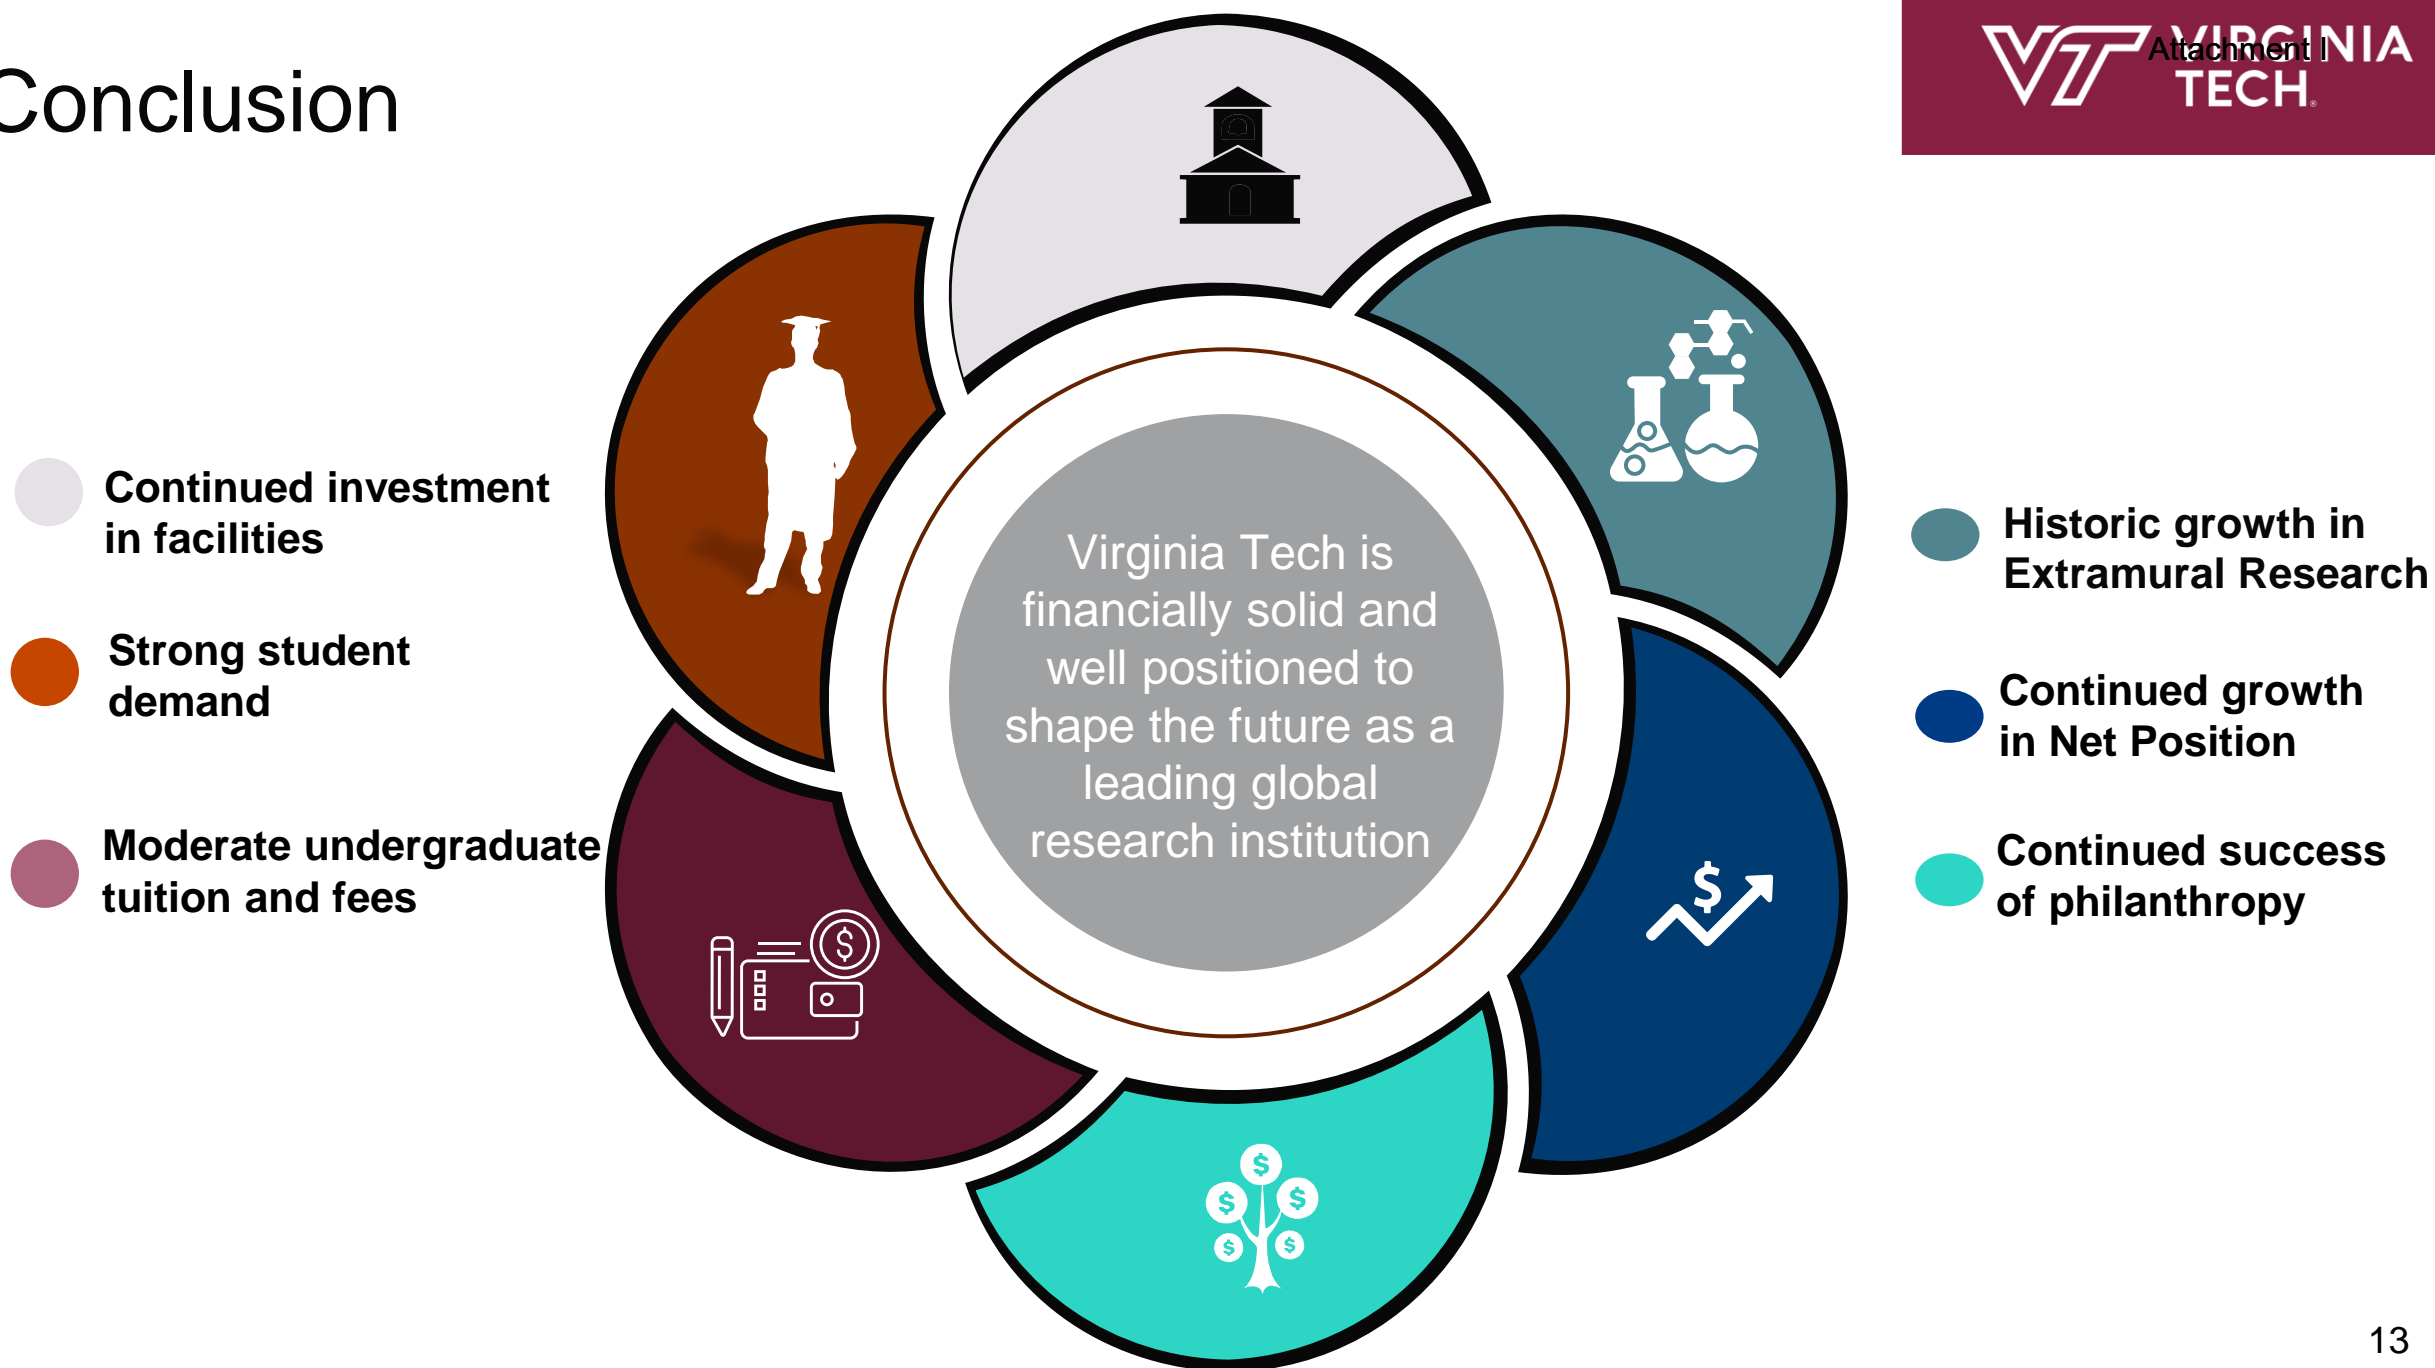 Conclusion
Attachment I
VIRGINIA
TECH®
Continued investment
in facilities
Strong student
demand
Moderate undergraduate
tuition and fees
Virginia Tech is
financially solid and
well positioned to
shape the future as a
leading global
research institution
Historic growth in
Extramural Research
Continued growth
in Net Position
Continued success
of philanthropy
$
$
$
$
$
$
$
13